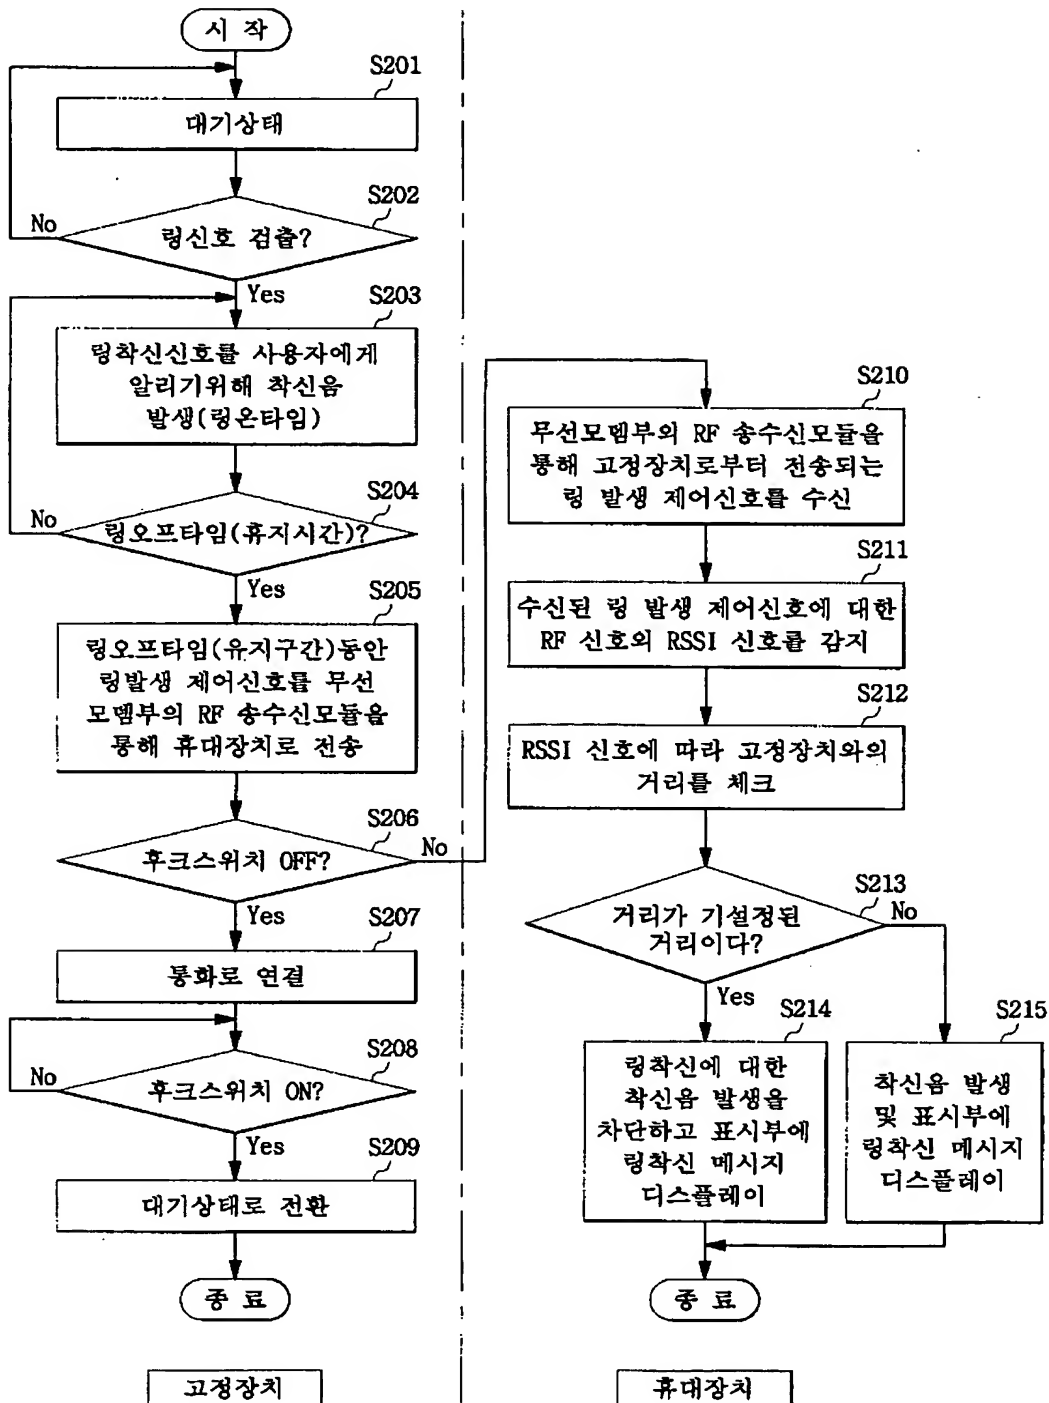 시 작
S201
대기상태
S202
No
링신호 검출?
Yes
S203
링착신신호를 사용자에게
알리기위해 착신음
발생(링온타임)
S204
No
링오프타임(휴지시간)?
Yes
S205
링오프타임(유지구간)동안
링발생 제어신호를 무선
모뎀부의 RF 송수신모듈을
통해 휴대장치로 전송
S206
No
후크스위치 OFF?
Yes
S207
통화로 연결
S208
No
후크스위치 ON?
Yes
S209
대기상태로 전환
종 료
고정장치
S210
무선모뎀부의 RF 송수신모듈을
통해 고정장치로부터 전송되는
링 발생 제어신호를 수신
S211
수신된 링 발생 제어신호에 대한
RF 신호의 RSSI 신호를 감지
S212
RSSI 신호에 따라 고정장치와의
거리를 체크
S213
거리가 기설정된
거리이다?
No
Yes
S214
링착신에 대한
착신음 발생을
차단하고 표시부에
링착신 메시지
디스플레이
S215
착신음 발생
및 표시부에
링착신 메시지
디스플레이
종 료
휴대장치